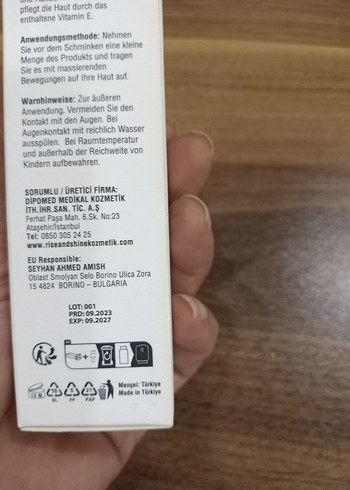 pflegt die Haut durch das
enthaltene Vitamin E.
Anwendungsmethode: Nehmen
Sie vor dem Schminken eine kleine
Menge des Produkts und tragen
Sie es mit massierenden
Bewegungen auf Ihre Haut auf.
Warnhinweise: Zur äußeren
Anwendung. Vermeiden Sie den
Kontakt mit den Augen. Bei
Augenkontakt mit reichlich Wasser
ausspülen. Bei Raumtemperatur
und außerhalb der Reichweite von
Kindern aufbewahren.
SORUMLU / ÜRETİCİ FİRMA:
DİPOMED MEDİKAL KOZMETİK
İTH.İHR.SAN. TİC. A.Ş
Ferhat Paşa Mah. 6.Sk. No:23
Ataşehir/İstanbul
Tel: 0850 305 24 25
www.riseandshinekozmetik.com
EU Responsible:
SEYHAN AHMED AMISH
Oblast Smolyan Selo Borino Ulica Zora
15 4824 BORINO – BULGARIA
LOT: 001
PRD: 09.2023
EXP: 09.2027
12 M
PP
PAP
Menşei: Türkiye
Made in Türkiye